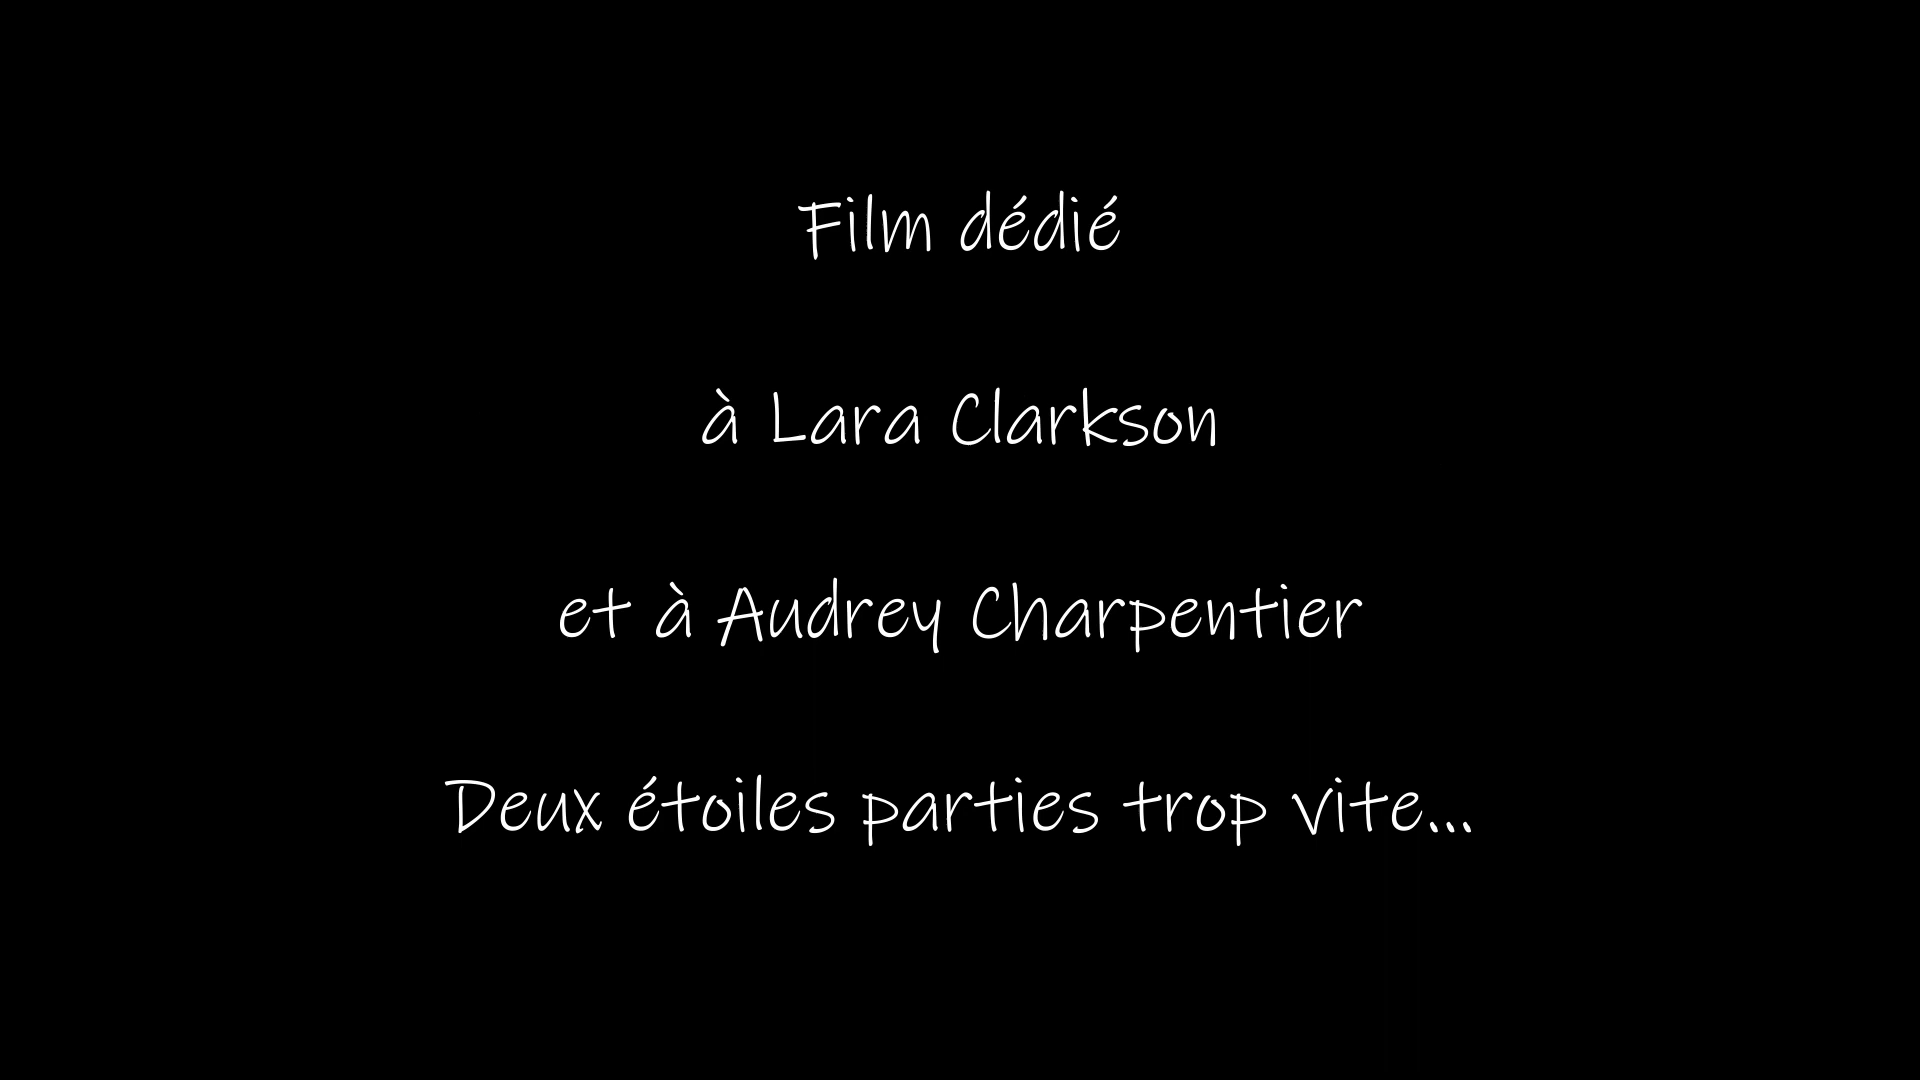 Film dédié
à Lara Clarkson
et à Audrey Charpentier
Deux étoiles parties trop vite...